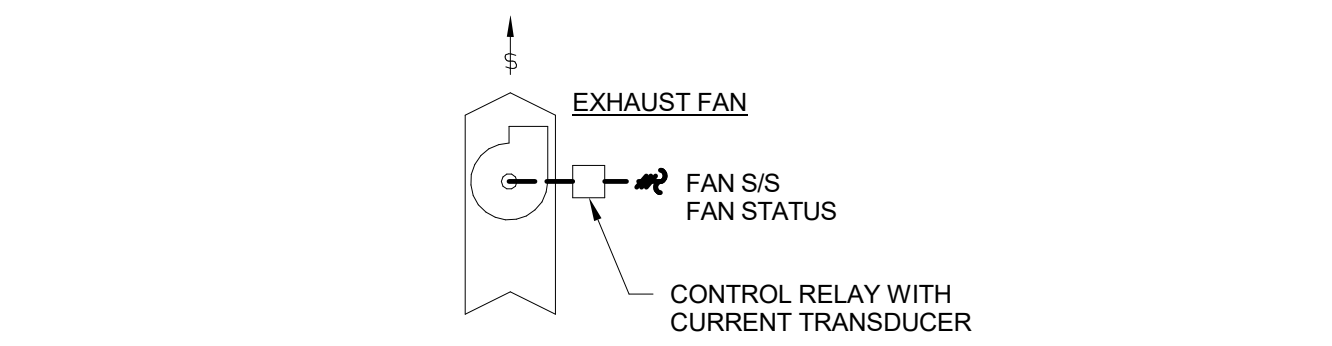 S
EXHAUST FAN
FAN S/S
FAN STATUS
CONTROL RELAY WITH
CURRENT TRANSDUCER